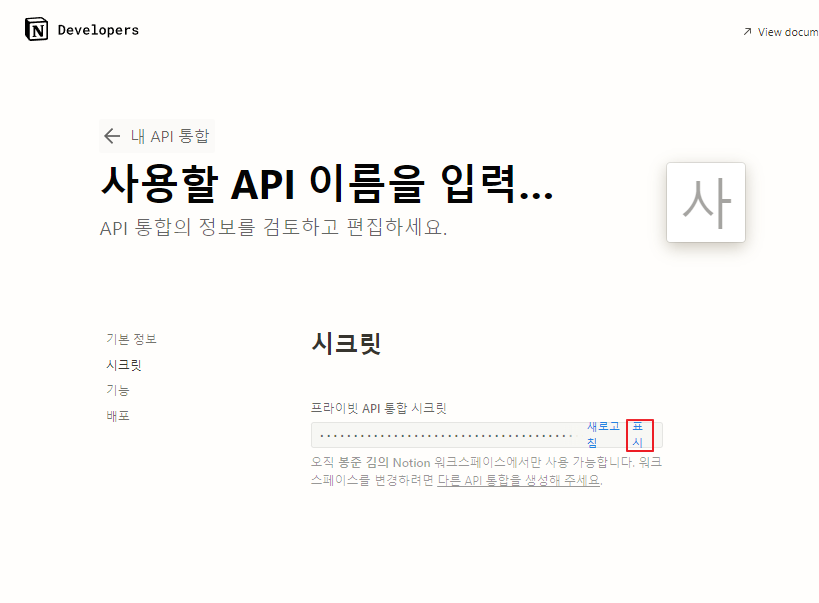 Developers
View docum
내 API 통합
사용할 API 이름을 입력...
API 통합의 정보를 검토하고 편집하세요.
사
기본 정보
시크릿
기능
배포
시크릿
프라이빗 API 통합 시크릿
새로고
칭
표
시
오직 봉준 김의 Notion 워크스페이스에서만 사용 가능합니다. 워크
스페이스를 변경하려면 다른 API 통합을 생성해 주세요.